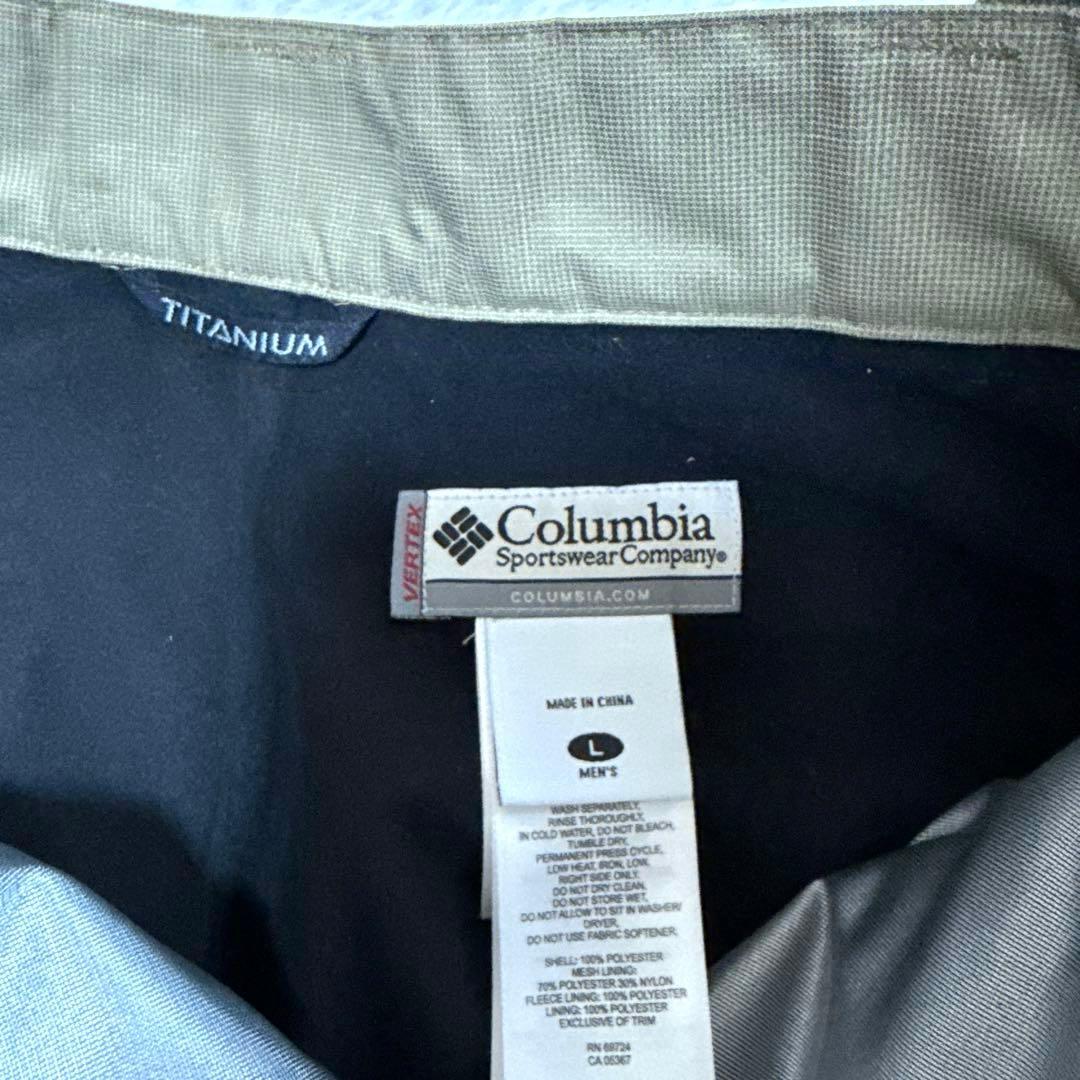 TITANIUM
VERTEX
Columbia
Sportswear Company®
COLUMBIA.COM
MADE IN CHINA
L
MEN'S
WASH SEPARATELY,
RINSE THOROUGHLY,
IN COLD WATER, DO NOT BLEACH,
TUMBLE DRY,
PERMANENT PRESS CYCLE,
LOW HEAT, IRON, LOW,
RIGHT SIDE ONLY.
DO NOT DRY CLEAN.
DO NOT STORE WET,
DO NOT ALLOW TO SIT IN WASHER/
DRYER,
DO NOT USE FABRIC SOFTENER.
SHELL: 100% POLYESTER
MESH LINING:
70% POLYESTER 30% NYLON
FLEECE LINING: 100% POLYESTER
LINING: 100% POLYESTER
EXCLUSIVE OF TRIM
RN 69724
CA 05367